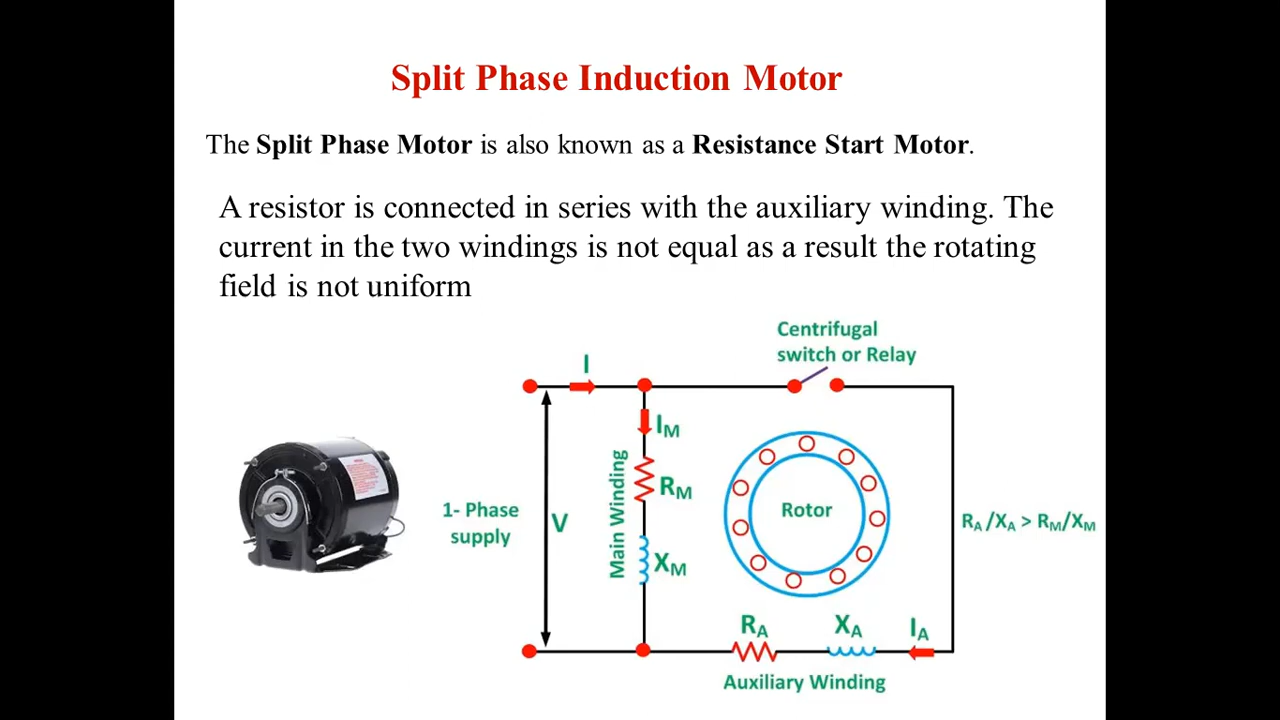 Split Phase Induction Motor
The Split Phase Motor is also known as a Resistance Start Motor.
A resistor is connected in series with the auxiliary winding. The
current in the two windings is not equal as a result the rotating
field is not uniform
Centrifugal
switch or Relay
I
IM
Main Winding
RM
XM
1- Phase
supply
V
Rotor
RA /XA > RM/XM
RA
XA
IA
Auxiliary Winding